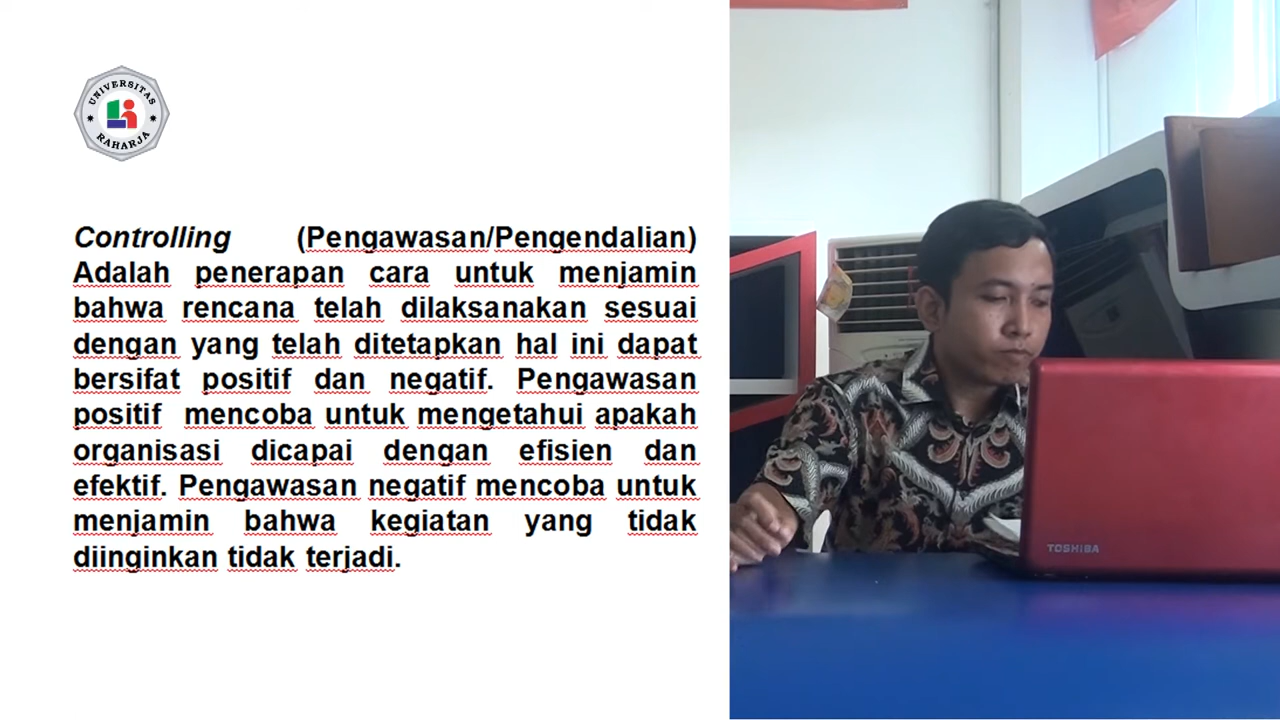 UNIVERSITAS
RAHARJA
Controlling (Pengawasan/Pengendalian)
Adalah penerapan cara untuk menjamin
bahwa rencana telah dilaksanakan sesuai
dengan yang telah ditetapkan hal ini dapat
bersifat positif dan negatif. Pengawasan
positif mencoba untuk mengetahui apakah
organisasi dicapai dengan efisien dan
efektif. Pengawasan negatif mencoba untuk
menjamin bahwa kegiatan yang tidak
diinginkan tidak terjadi.
TOSHIBA